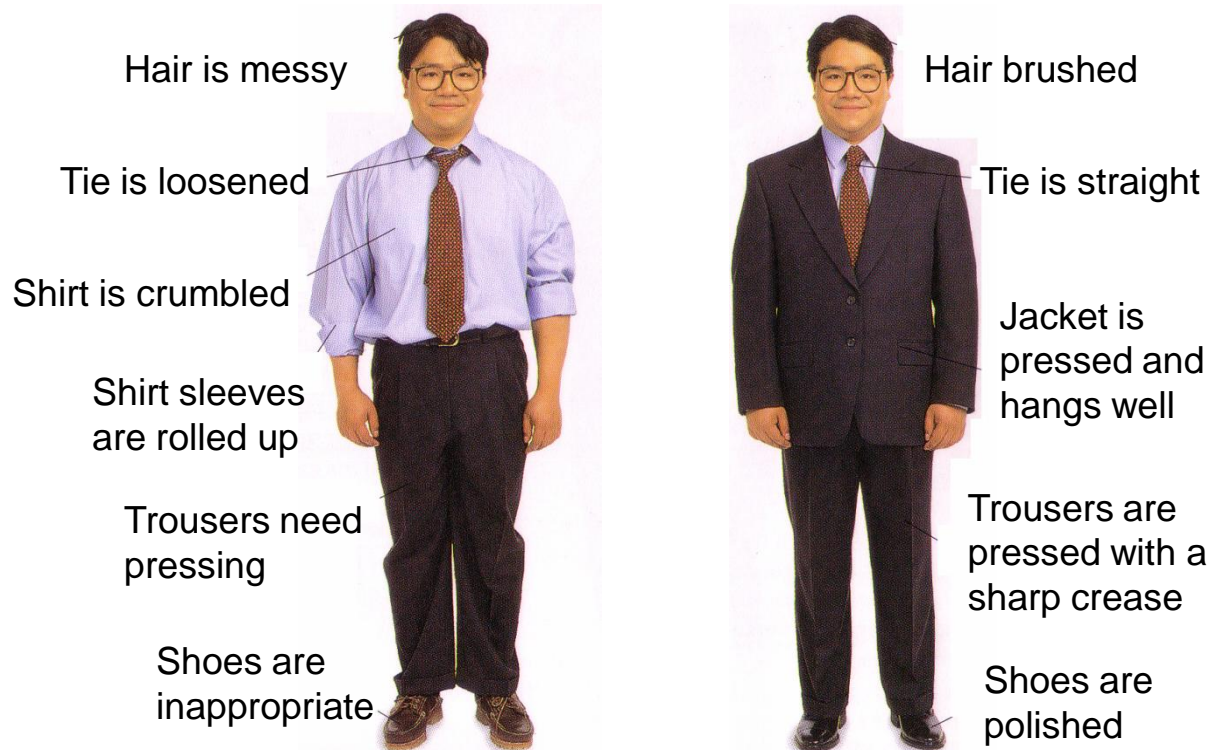 Hair is messy
Tie is loosened
Shirt is crumbled
Shirt sleeves
are rolled up
Trousers need
pressing
Shoes are
inappropriate
Hair brushed
Tie is straight
Jacket is
pressed and
hangs well
Trousers are
pressed with a
sharp crease
Shoes are
polished